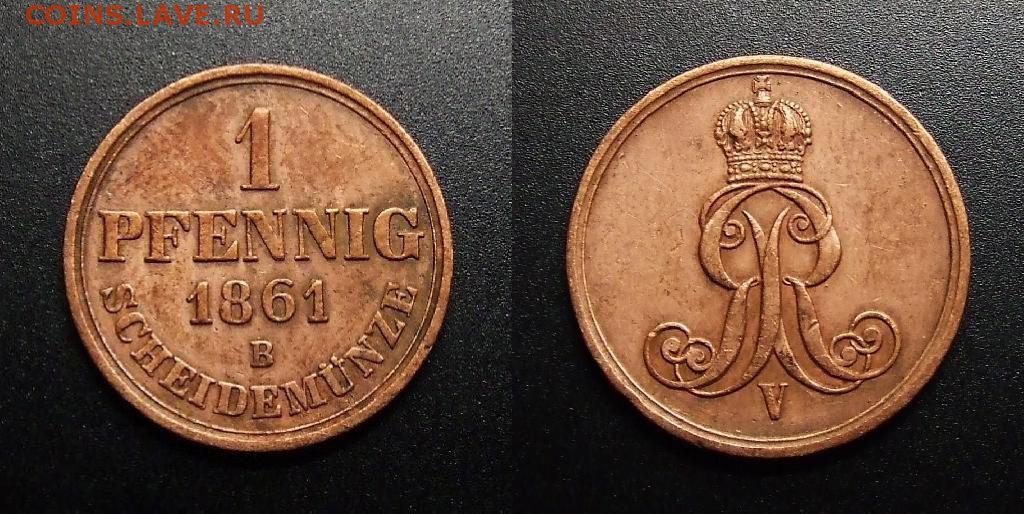 COINS.LAVE.RU
1
PFENNIG
1861
B
SCHEIDEMÜNZE
V